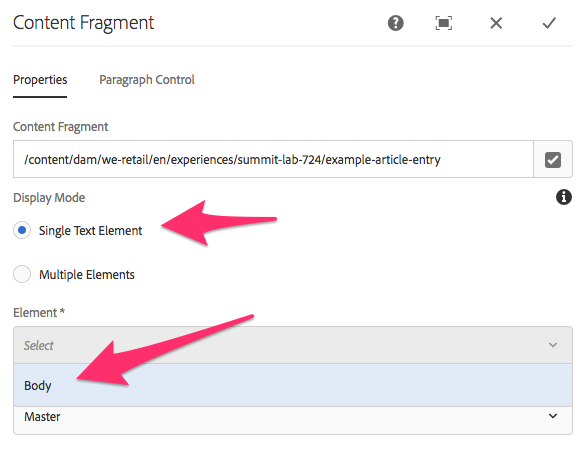 Content Fragment
Properties Paragraph Control
Content Fragment
/content/dam/we-retail/en/experiences/summit-lab-724/example-article-entry
Display Mode
Single Text Element
Multiple Elements
Element *
Select
Body
Master